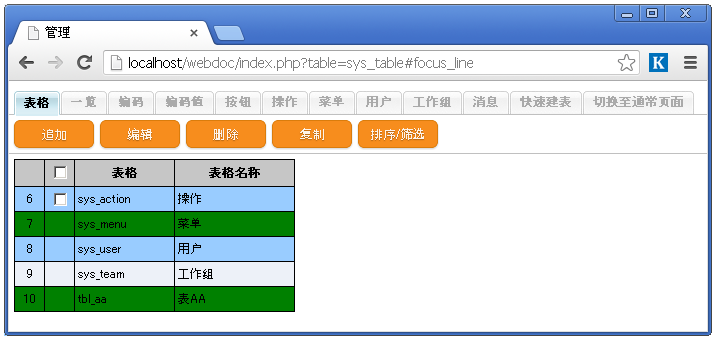 管理
localhost/webdoc/index.php?table=sys_table#focus_line
K
表格 一览 编码 编码值 按钮 操作 菜单 用户 工作组 消息 快速建表 切换至通常页面
追加 编辑 删除 复制 排序/筛选
表格 表格名称
6 sys_action 操作
7 sys_menu 菜单
8 sys_user 用户
9 sys_team 工作组
10 tbl_aa 表AA